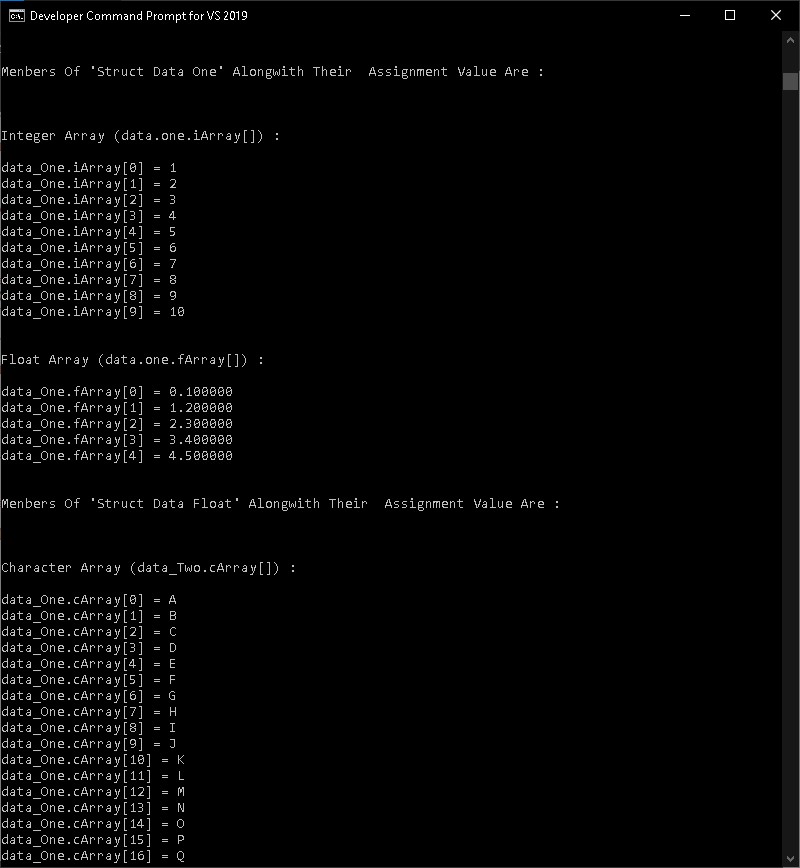 Developer Command Prompt for VS 2019
Menbers Of 'Struct Data One' Alongwith Their  Assignment Value Are :
Integer Array (data.one.iArray[]) :
data_One.iArray[0] = 1
data_One.iArray[1] = 2
data_One.iArray[2] = 3
data_One.iArray[3] = 4
data_One.iArray[4] = 5
data_One.iArray[5] = 6
data_One.iArray[6] = 7
data_One.iArray[7] = 8
data_One.iArray[8] = 9
data_One.iArray[9] = 10
Float Array (data.one.fArray[]) :
data_One.fArray[0] = 0.100000
data_One.fArray[1] = 1.200000
data_One.fArray[2] = 2.300000
data_One.fArray[3] = 3.400000
data_One.fArray[4] = 4.500000
Menbers Of 'Struct Data Float' Alongwith Their  Assignment Value Are :
Character Array (data_Two.cArray[]) :
data_One.cArray[0] = A
data_One.cArray[1] = B
data_One.cArray[2] = C
data_One.cArray[3] = D
data_One.cArray[4] = E
data_One.cArray[5] = F
data_One.cArray[6] = G
data_One.cArray[7] = H
data_One.cArray[8] = I
data_One.cArray[9] = J
data_One.cArray[10] = K
data_One.cArray[11] = L
data_One.cArray[12] = M
data_One.cArray[13] = N
data_One.cArray[14] = O
data_One.cArray[15] = P
data_One.cArray[16] = Q